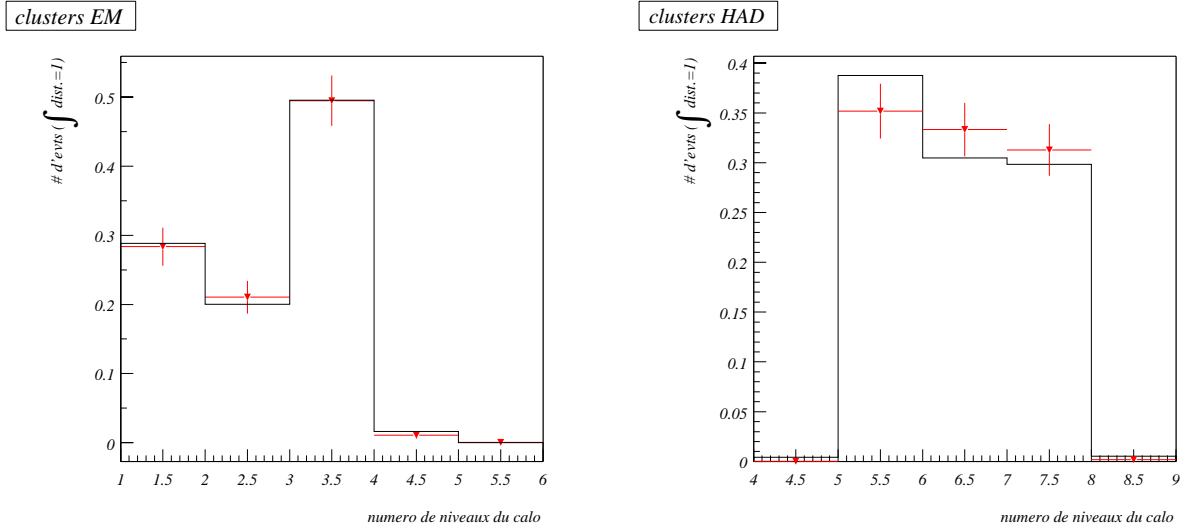 clusters EM
# d'evts ( ∫ dist.=1)
0.5
0.4
0.3
0.2
0.1
0
1 1.5 2 2.5 3 3.5 4 4.5 5 5.5 6
numero de niveaux du calo
clusters HAD
# d'evts ( ∫ dist.=1)
0.4
0.35
0.3
0.25
0.2
0.15
0.1
0.05
0
4 4.5 5 5.5 6 6.5 7 7.5 8 8.5 9
numero de niveaux du calo